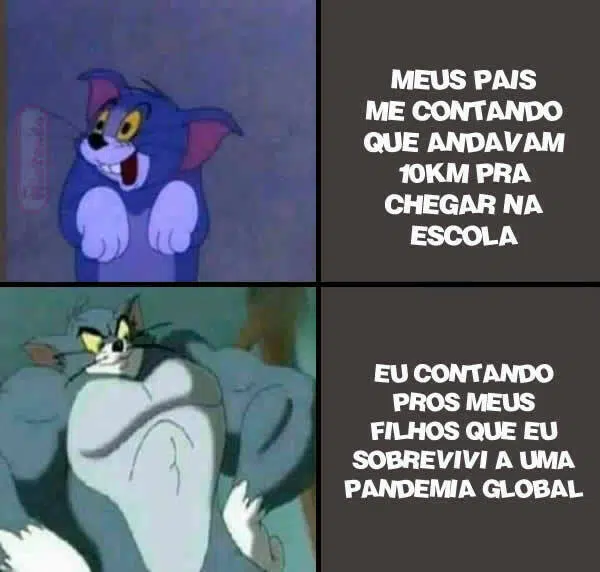 MEUS PAIS
ME CONTANDO
QUE ANDAVAM
10KM PRA
CHEGAR NA
ESCOLA
EU CONTANDO
PROS MEUS
FILHOS QUE EU
SOBREVIVI A UMA
PANDEMIA GLOBAL